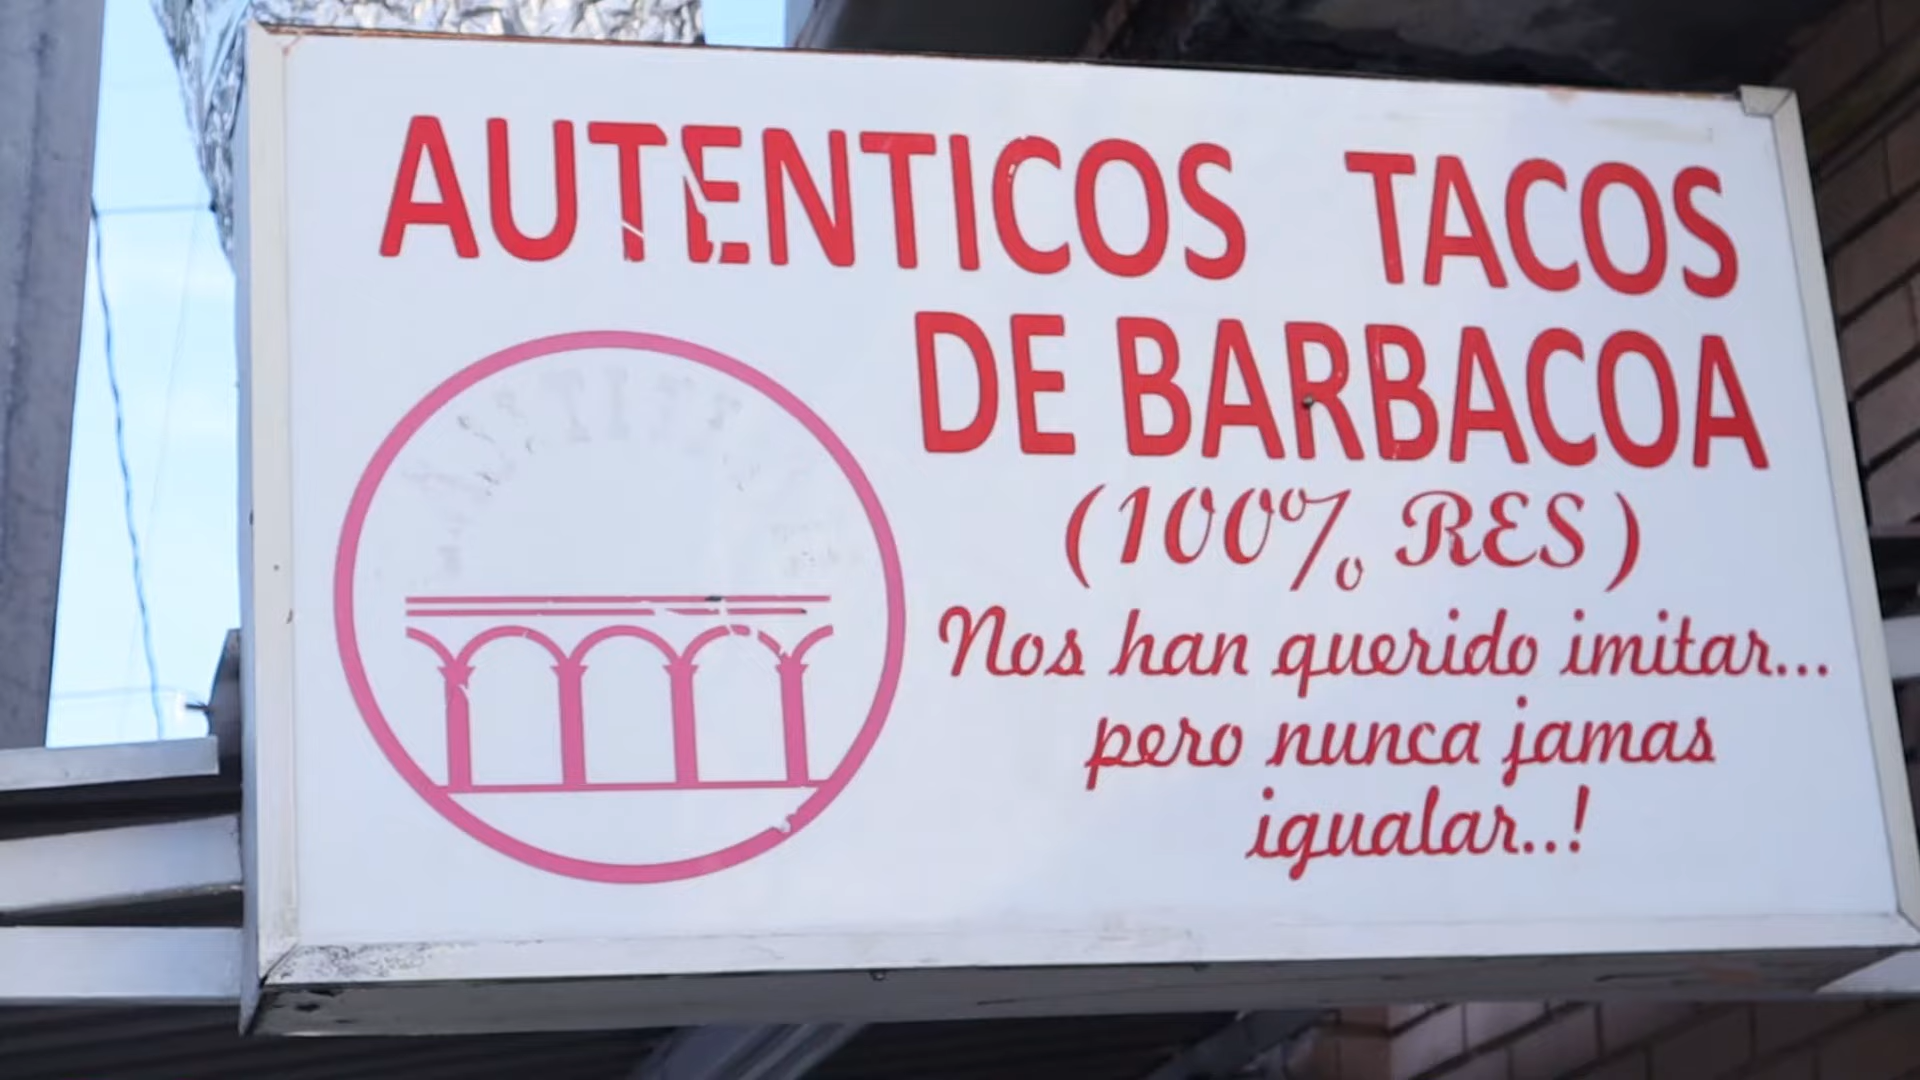 AUTENTICOS TACOS
DE BARBACOA
(100% RES)
Nos han querido imitar...
pero nunca jamas
igualar..!